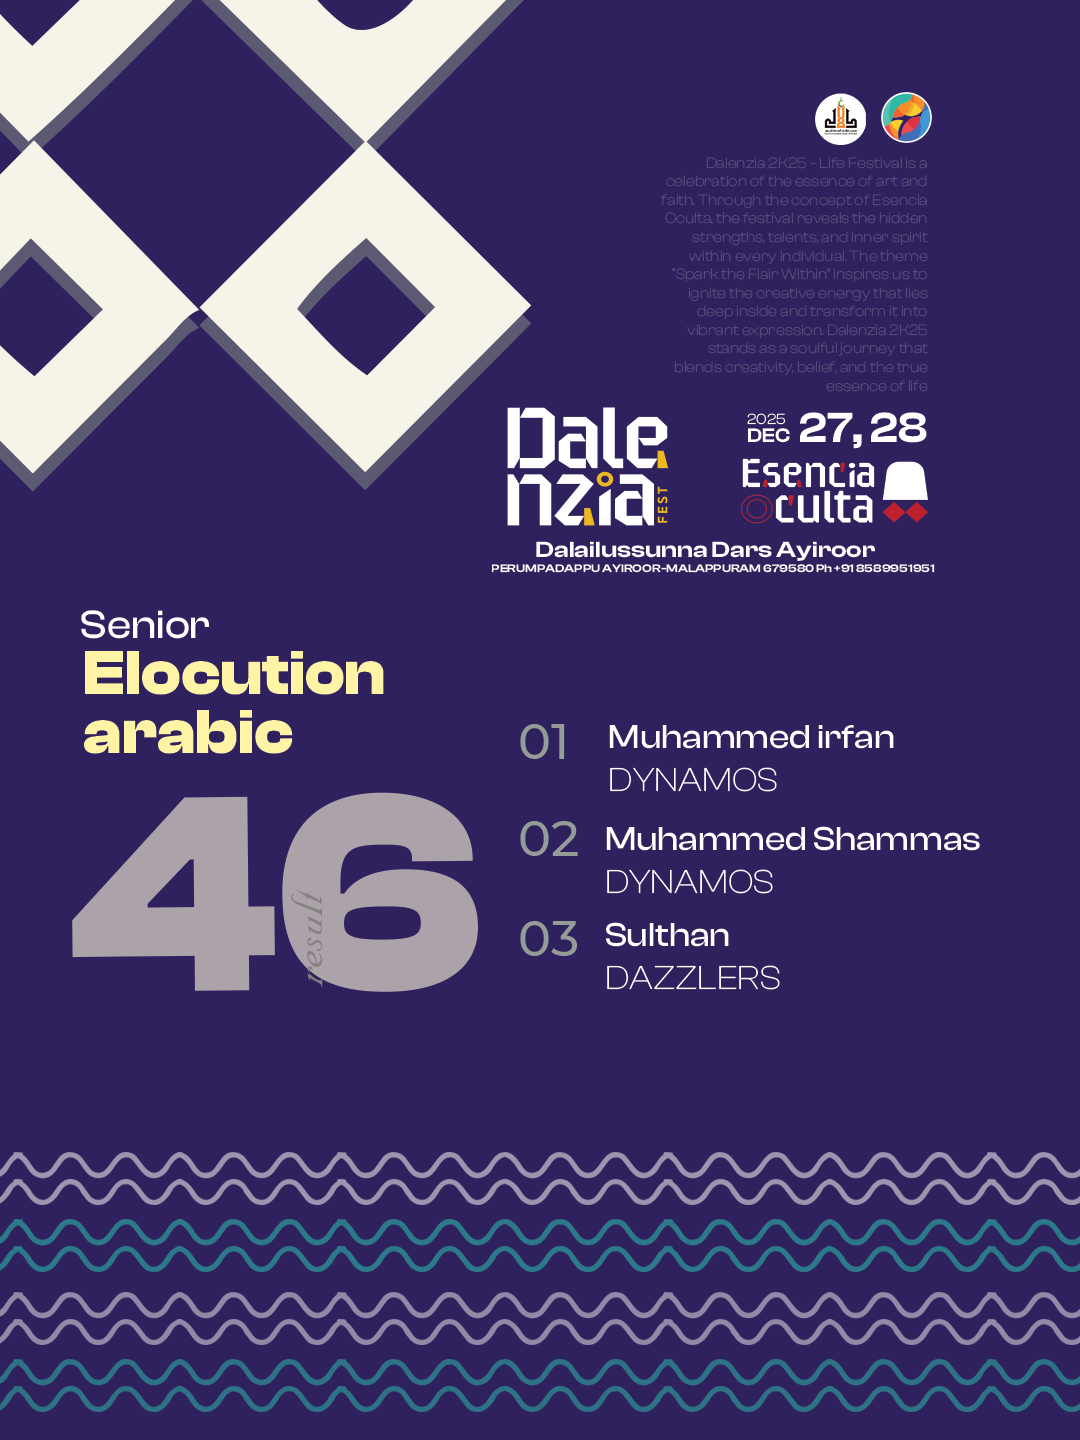 Dalenzia 2K25 – Life Festival is a
celebration of the essence of art and
faith. Through the concept of Esencia
Oculta, the festival reveals the hidden
strengths, talents, and inner spirit
within every individual. The theme
"Spark the Flair Within" inspires us to
ignite the creative energy that lies
deep inside and transform it into
vibrant expression. Dalenzia 2K25
stands as a soulful journey that
blends creativity, belief, and the true
essence of life
Dale
nzia
FEST
2025
DEC 27, 28
Esencia
Oculta
Dalailussunna Dars Ayiroor
PERUMPADAPPU AYIROOR-MALAPPURAM 679580 Ph +91 8589951951
Senior
Elocution
arabic
46
result
01 Muhammed irfan
DYNAMOS
02 Muhammed Shammas
DYNAMOS
03 Sulthan
DAZZLERS